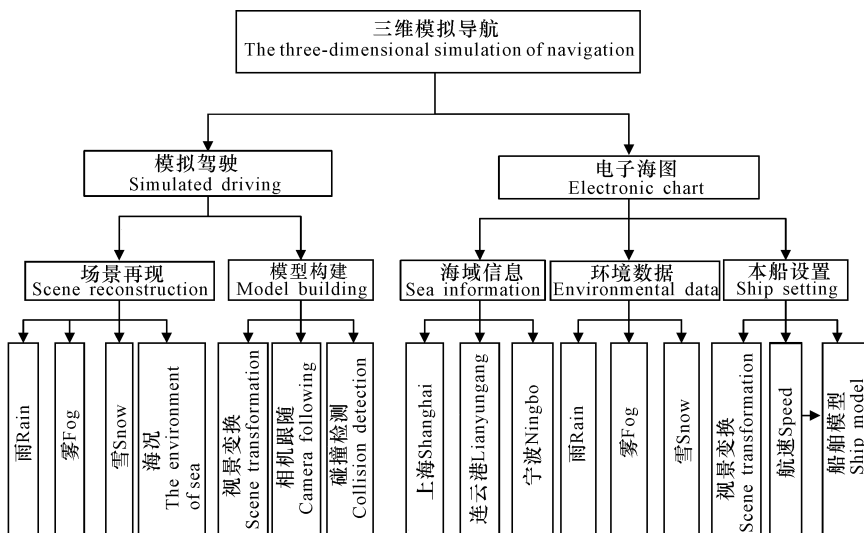 三维模拟导航
The three-dimensional simulation of navigation
模拟驾驶
Simulated driving
电子海图
Electronic chart
场景再现
Scene reconstruction
模型构建
Model building
海域信息
Sea information
环境数据
Environmental data
本船设置
Ship setting
雨Rain
雾Fog
雪Snow
海况
The environment
of sea
视景变换
Scene transformation
相机跟随
Camera following
碰撞检测
Collision detection
上海Shanghai
连云港Lianyungang
宁波Ningbo
雨Rain
雾Fog
雪Snow
视景变换
Scene transformation
航速Speed
船舶模型
Ship model